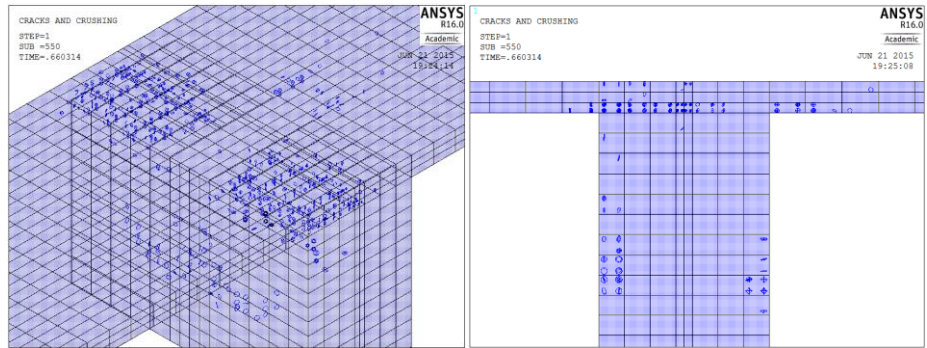 CRACKS AND CRUSHING
STEP=1
SUB =550
TIME=.660314
ANSYS
R16.0
Academic
JUN 21 2015
19:24:14
1
CRACKS AND CRUSHING
STEP=1
SUB =550
TIME=.660314
ANSYS
R16.0
Academic
JUN 21 2015
19:25:08